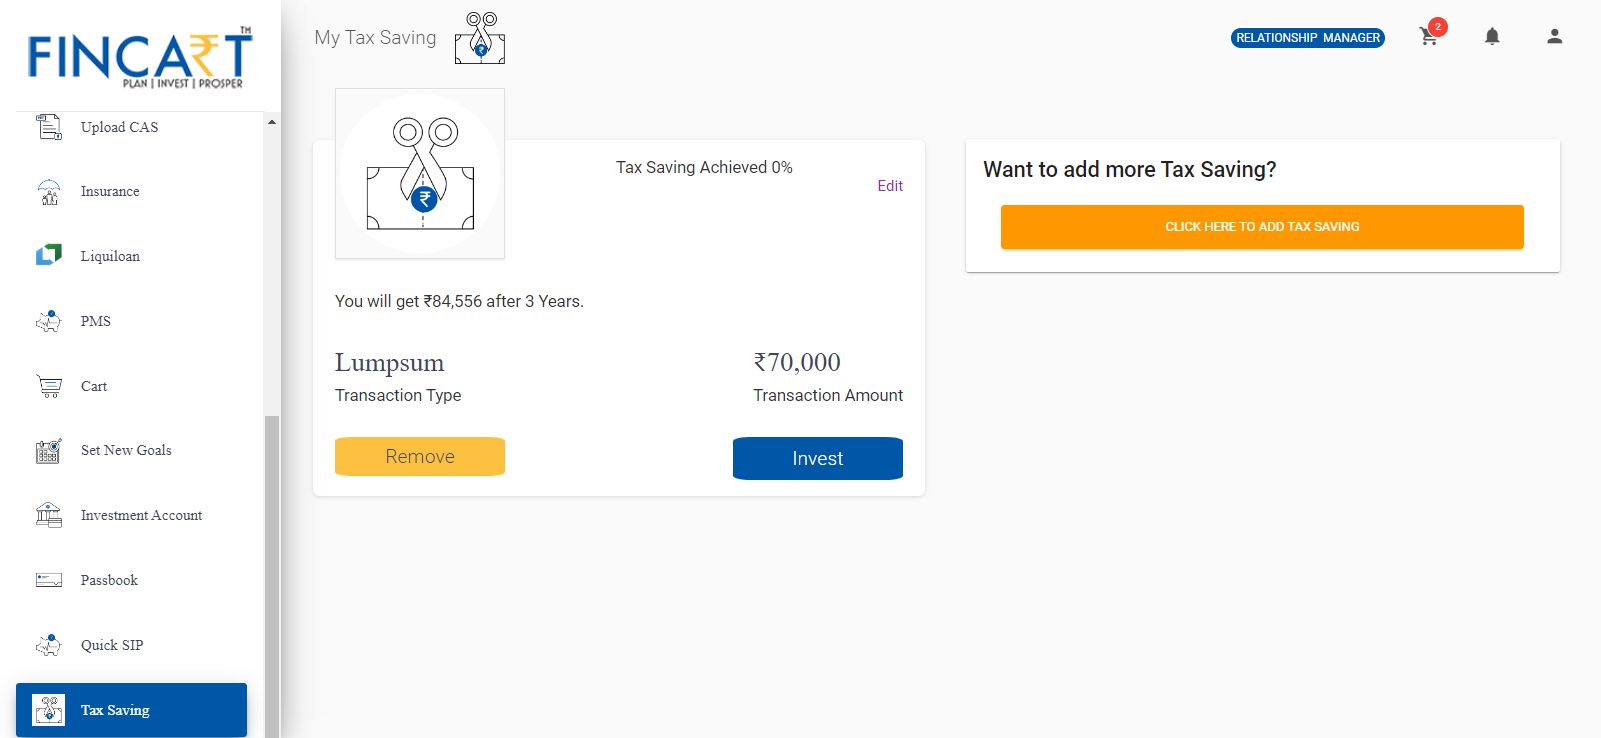 FINCA₹T™
PLAN | INVEST | PROSPER
Upload CAS
Insurance
Liquiloan
PMS
Cart
Set New Goals
Investment Account
Passbook
Quick SIP
Tax Saving
My Tax Saving
₹
RELATIONSHIP MANAGER
2
₹
Tax Saving Achieved 0%
Edit
You will get ₹84,556 after 3 Years.
Lumpsum
₹70,000
Transaction Type
Transaction Amount
Remove
Invest
Want to add more Tax Saving?
CLICK HERE TO ADD TAX SAVING